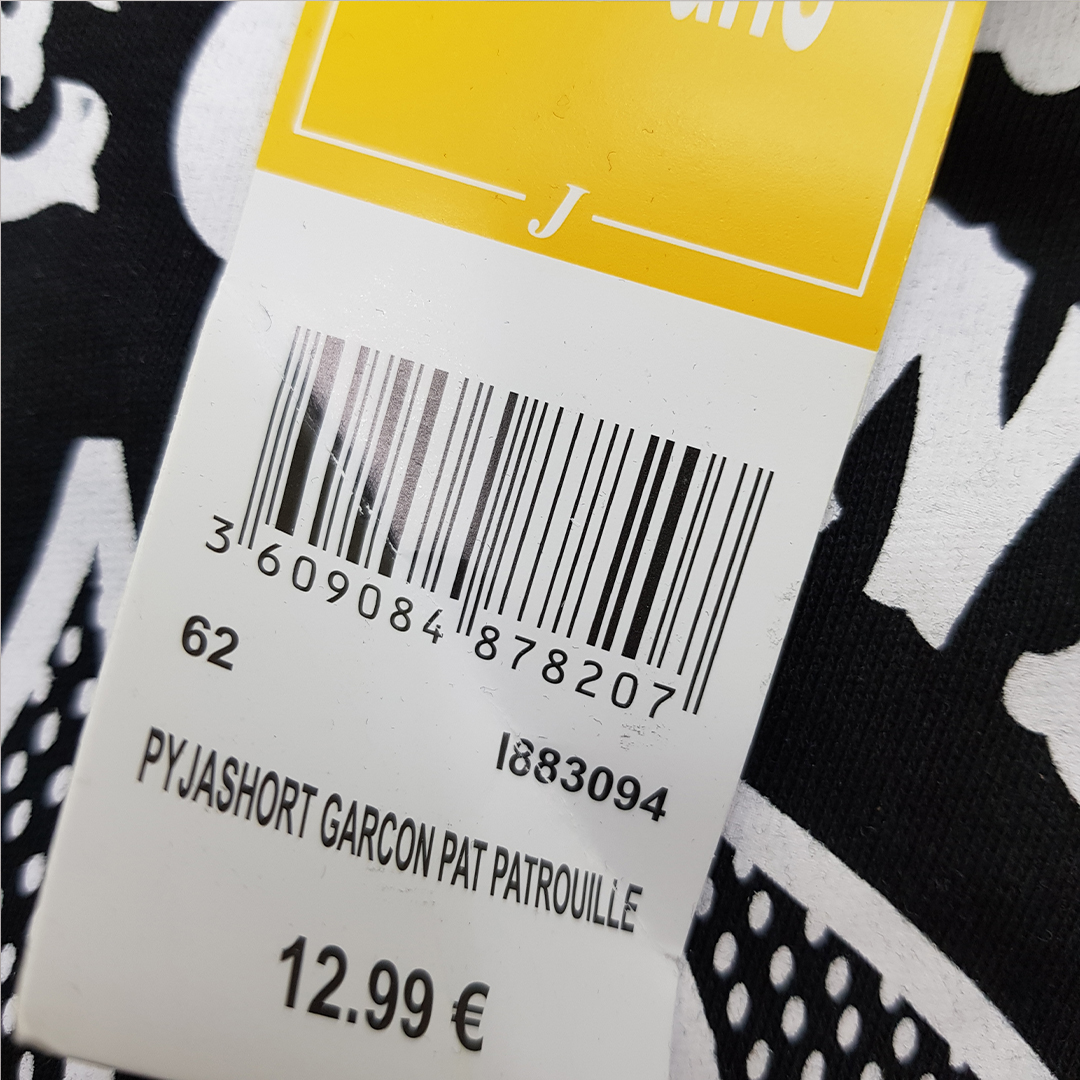 J
3 609084 878207
62
I883094
PYJASHORT GARCON PAT PATROUILLE
12.99 €